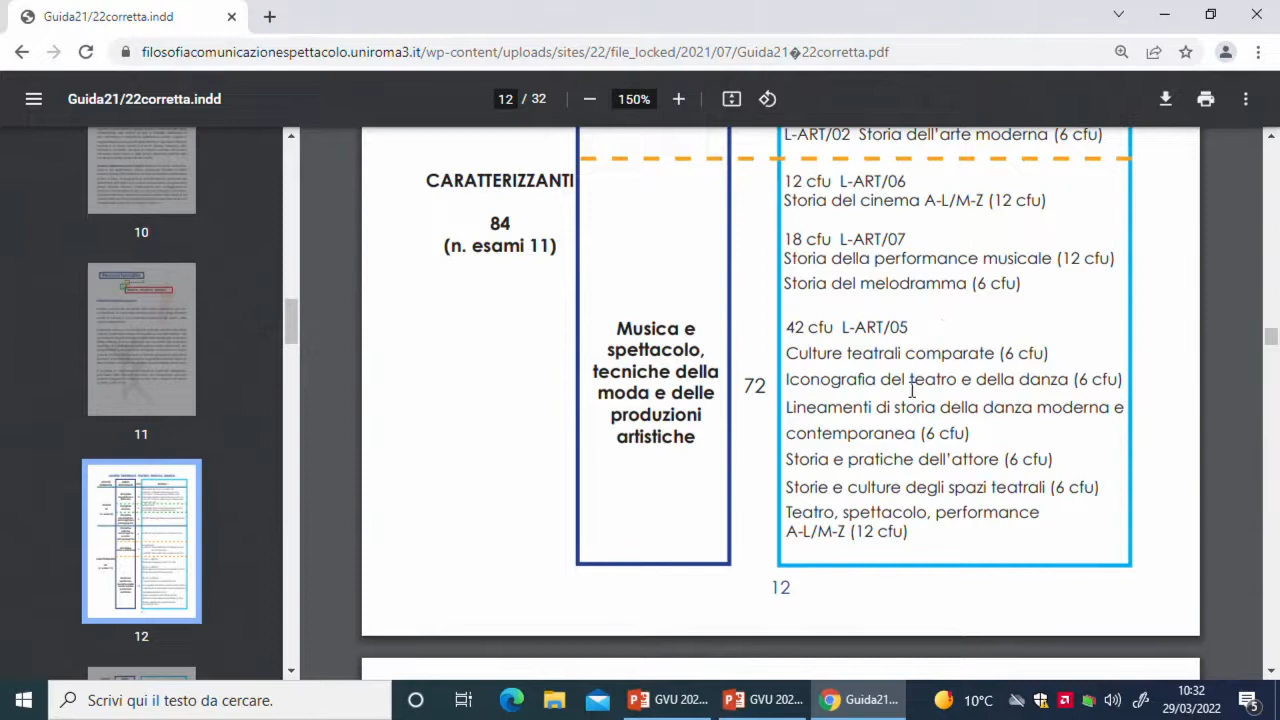 Guida21/22corretta.indd
filosofiacomunicazionespettacolo.uniroma3.it/wp-content/uploads/sites/22/file_locked/2021/07/Guida21�22corretta.pdf
Guida21/22corretta.indd
12 / 32
150%
10
11
12
L-ART/02 Storia dell'arte moderna (6 cfu)
CARATTERIZZANTI
84
(n. esami 11)
Musica e
spettacolo,
tecniche della
moda e delle
produzioni
artistiche
72
12 cfu L-ART/06
Storia del cinema A-L/M-Z (12 cfu)
18 cfu L-ART/07
Storia della performance musicale (12 cfu)
Storia del melodramma (6 cfu)
42 cfu L-ART/05
Culture teatrali comparate (6 cfu)
Iconografia del teatro e della danza (6 cfu)
Lineamenti di storia della danza moderna e
contemporanea (6 cfu)
Storia e pratiche dell'attore (6 cfu)
Storie e culture degli spazi teatrali (6 cfu)
Teatro, spettacolo, performance
A-L/M-Z (12 cfu)
12
Scrivi qui il testo da cercare.
GVU 202...
GVU 202...
Guida21...
10°C
10:32
29/03/2022
5